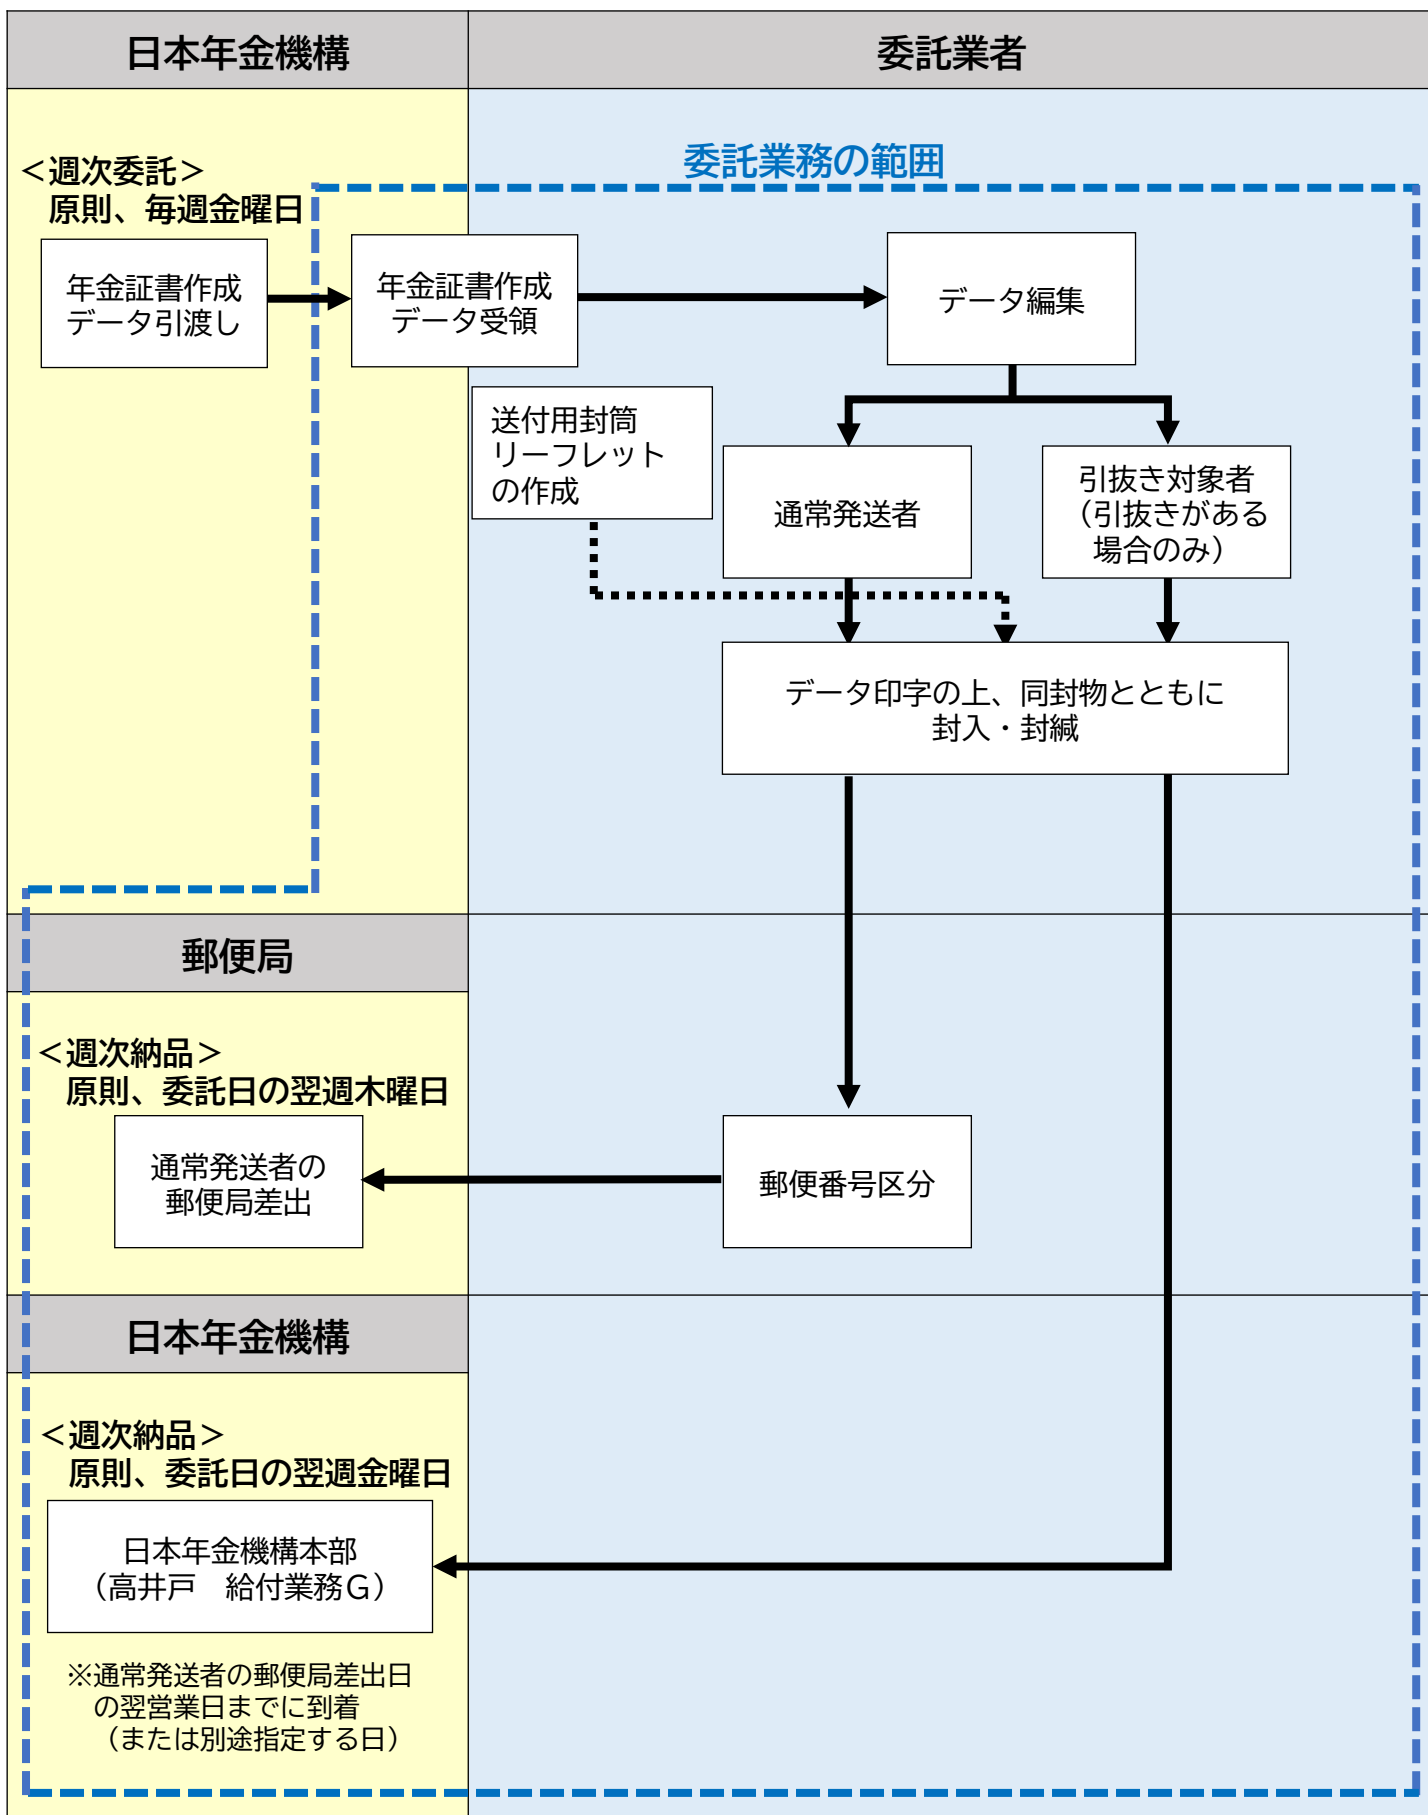 日本年金機構
委託業者
委託業務の範囲
＜週次委託＞
原則、毎週金曜日
年金証書作成
データ引渡し
年金証書作成
データ受領
データ編集
送付用封筒
リーフレット
の作成
通常発送者
引抜き対象者
（引抜きがある
場合のみ）
データ印字の上、同封物とともに
封入・封緘
郵便局
＜週次納品＞
原則、委託日の翌週木曜日
通常発送者の
郵便局差出
郵便番号区分
日本年金機構
＜週次納品＞
原則、委託日の翌週金曜日
日本年金機構本部
（高井戸　給付業務Ｇ）
※通常発送者の郵便局差出日
の翌営業日までに到着
（または別途指定する日）